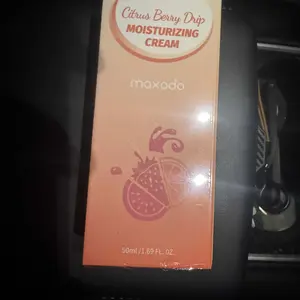 Citrus Berry Drip
MOISTURIZING
CREAM
maxodo
50ml/1.69 FL. OZ.